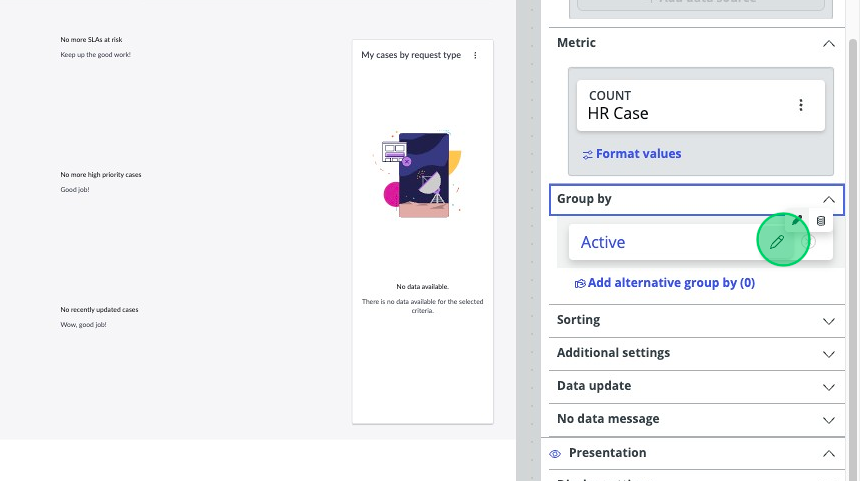 No more SLAs at risk
Keep up the good work!
No more high priority cases
Good job!
No recently updated cases
Wow, good job!
My cases by request type
No data available.
There is no data available for the selected
criteria.
Metric
COUNT
HR Case
Format values
Group by
Active
Add alternative group by (0)
Sorting
Additional settings
Data update
No data message
Presentation